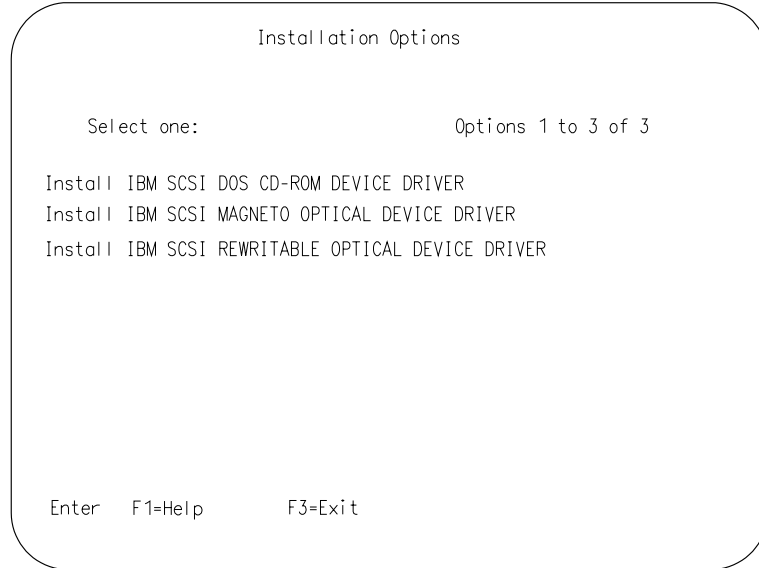 Installation Options
Select one: Options 1 to 3 of 3
Install IBM SCSI DOS CD-ROM DEVICE DRIVER
Install IBM SCSI MAGNETO OPTICAL DEVICE DRIVER
Install IBM SCSI REWRITABLE OPTICAL DEVICE DRIVER
Enter F1=Help F3=Exit